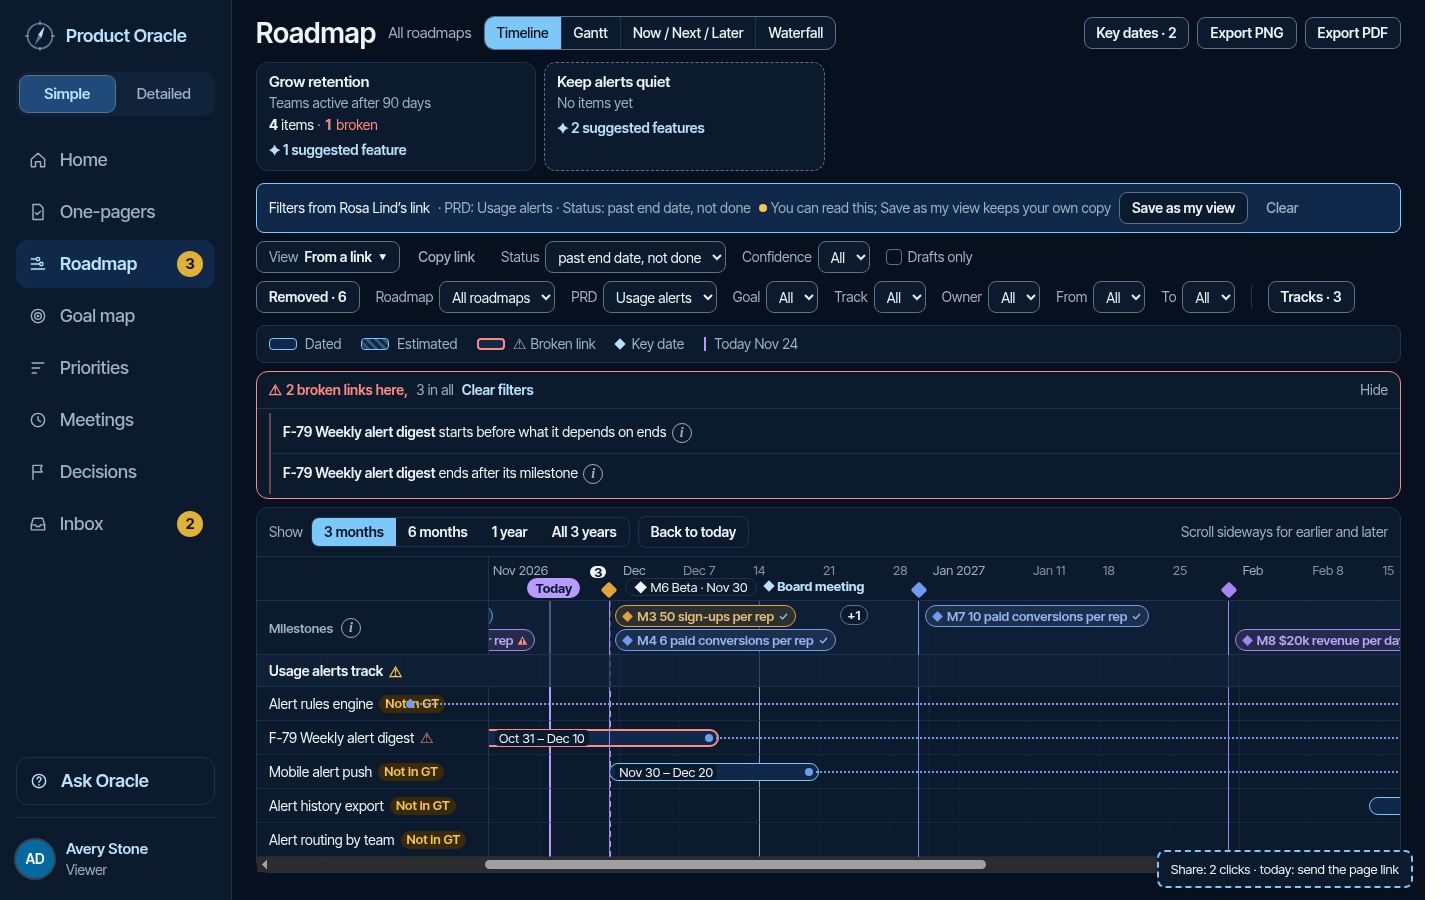 Product Oracle
Simple Detailed
Home
One-pagers
Roadmap 3
Goal map
Priorities
Meetings
Decisions
Inbox 2
Ask Oracle
AD Avery Stone
Viewer
Roadmap All roadmaps Timeline Gantt Now / Next / Later Waterfall Key dates · 2 Export PNG Export PDF
Grow retention
Teams active after 90 days
4 items · 1 broken
✦ 1 suggested feature
Keep alerts quiet
No items yet
✦ 2 suggested features
Filters from Rosa Lind's link · PRD: Usage alerts · Status: past end date, not done You can read this; Save as my view keeps your own copy Save as my view Clear
View From a link ▼ Copy link Status past end date, not done Confidence All Drafts only
Removed · 6 Roadmap All roadmaps PRD Usage alerts Goal All Track All Owner All From All To All Tracks · 3
Dated Estimated ⚠ Broken link Key date Today Nov 24
⚠ 2 broken links here, 3 in all Clear filters Hide
F-79 Weekly alert digest starts before what it depends on ends i
F-79 Weekly alert digest ends after its milestone i
Show 3 months 6 months 1 year All 3 years Back to today Scroll sideways for earlier and later
Nov 2026 3 Dec Dec 7 14 21 28 Jan 2027 Jan 11 18 25 Feb Feb 8 15
Today M6 Beta · Nov 30 Board meeting
Milestones i
M3 50 sign-ups per rep ✓ +1 M7 10 paid conversions per rep ✓
rep ⚠ M4 6 paid conversions per rep ✓ M8 $20k revenue per da
Usage alerts track ⚠
Alert rules engine Not in GT
F-79 Weekly alert digest ⚠ Oct 31 – Dec 10
Mobile alert push Not in GT Nov 30 – Dec 20
Alert history export Not in GT
Alert routing by team Not in GT
Share: 2 clicks · today: send the page link